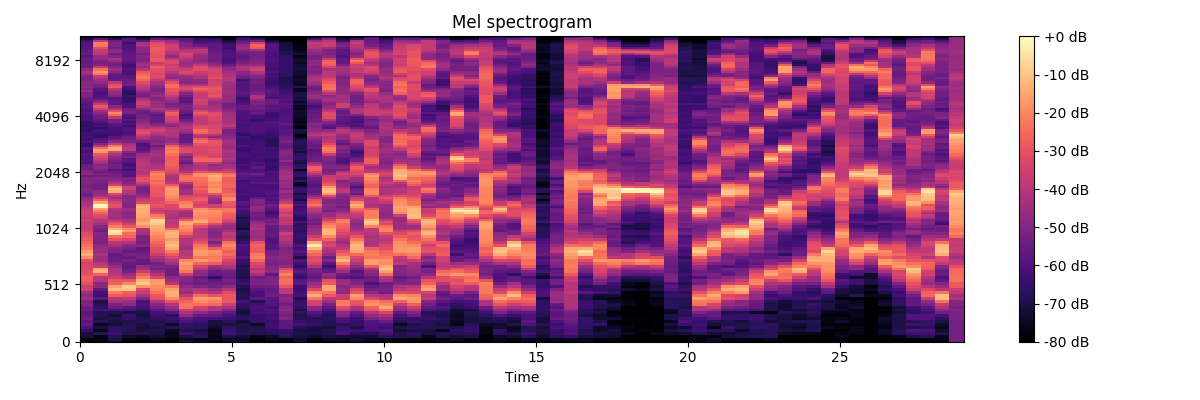 Mel spectrogram
8192
4096
2048
1024
512
0
Hz
0 5 10 15 20 25
Time
+0 dB
-10 dB
-20 dB
-30 dB
-40 dB
-50 dB
-60 dB
-70 dB
-80 dB